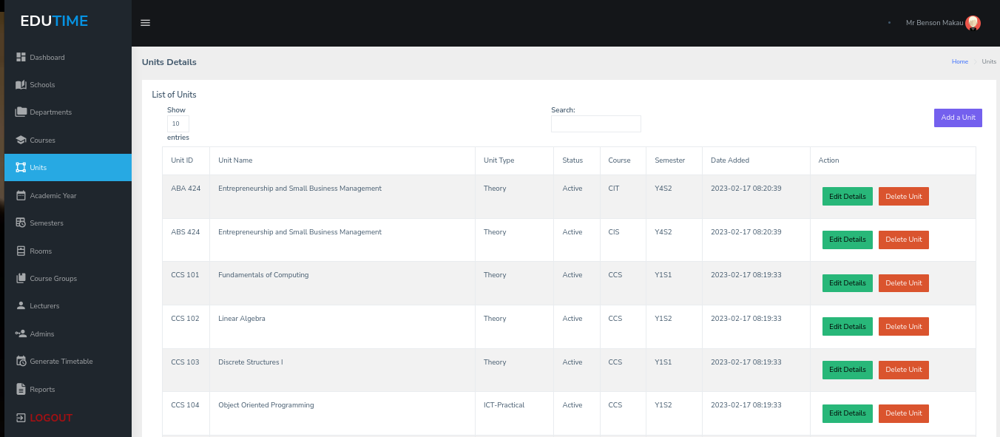 EDUTIME
Mr Benson Makau
Dashboard
Schools
Departments
Courses
Units
Academic Year
Semesters
Rooms
Course Groups
Lecturers
Admins
Generate Timetable
Reports
LOGOUT
Units Details
Home Units
List of Units
Show
10
entries
Search:
Add a Unit
Unit ID Unit Name Unit Type Status Course Semester Date Added Action
ABA 424 Entrepreneurship and Small Business Management Theory Active CIT Y4S2 2023-02-17 08:20:39 Edit Details Delete Unit
ABS 424 Entrepreneurship and Small Business Management Theory Active CIS Y4S2 2023-02-17 08:20:39 Edit Details Delete Unit
CCS 101 Fundamentals of Computing Theory Active CCS Y1S1 2023-02-17 08:19:33 Edit Details Delete Unit
CCS 102 Linear Algebra Theory Active CCS Y1S2 2023-02-17 08:19:33 Edit Details Delete Unit
CCS 103 Discrete Structures I Theory Active CCS Y1S1 2023-02-17 08:19:33 Edit Details Delete Unit
CCS 104 Object Oriented Programming ICT-Practical Active CCS Y1S2 2023-02-17 08:19:33 Edit Details Delete Unit